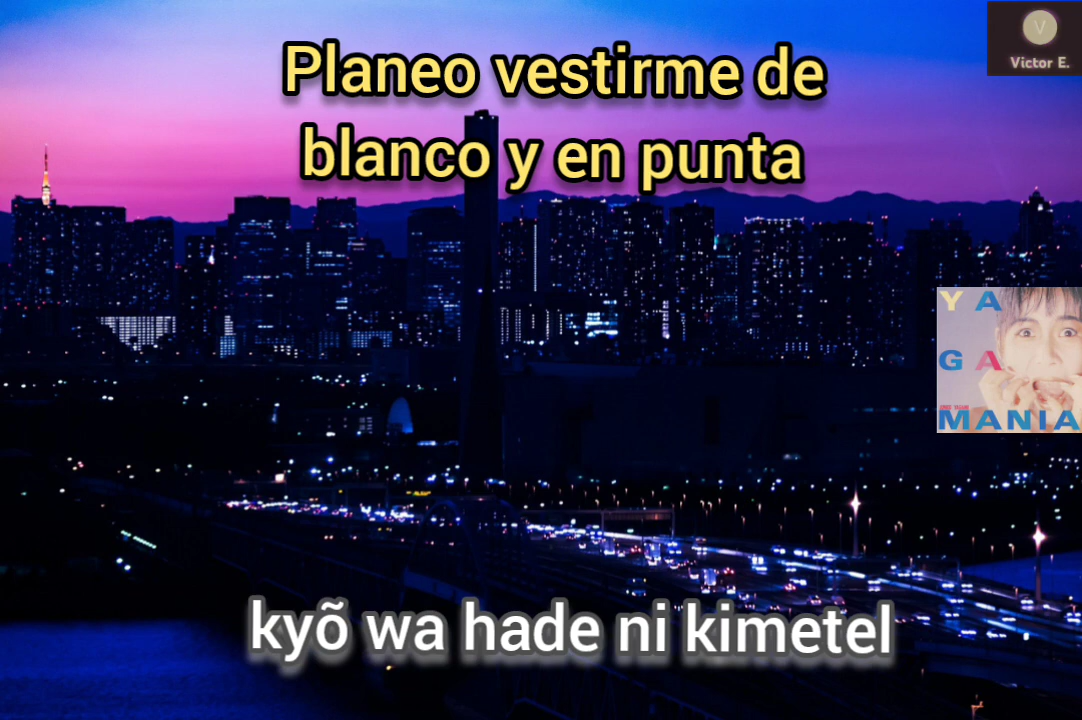 V
Victor E.
Planeo vestirme de
blanco y en punta
YA
GA
MANIA
kyõ wa hade ni kimetel